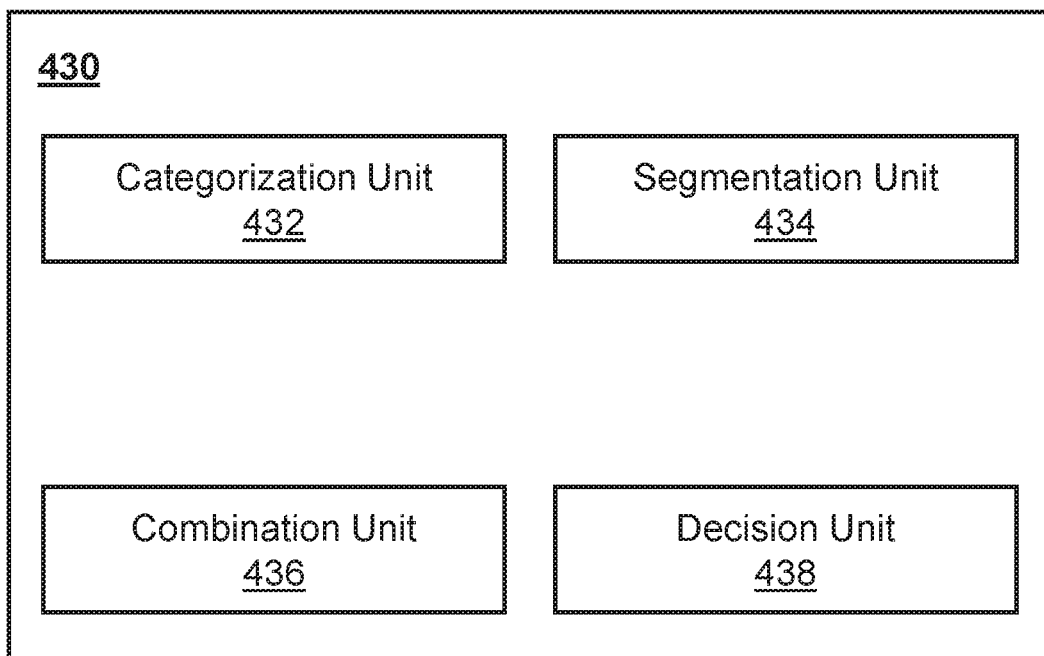 430
Categorization Unit
432
Segmentation Unit
434
Combination Unit
436
Decision Unit
438